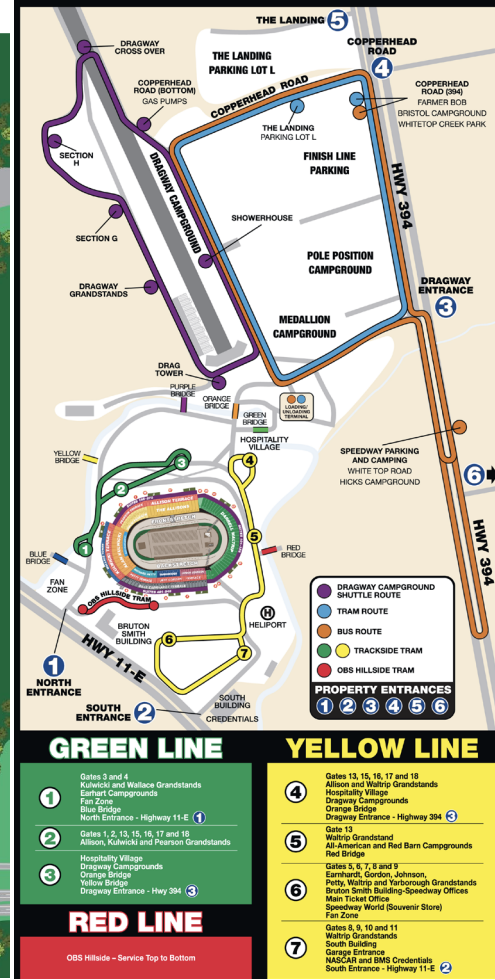 THE LANDING 5
DRAGWAY
CROSS OVER
THE LANDING
PARKING LOT L
COPPERHEAD
ROAD
4
COPPERHEAD
ROAD (BOTTOM)
GAS PUMPS
COPPERHEAD ROAD
COPPERHEAD
ROAD (394)
FARMER BOB
BRISTOL CAMPGROUND
WHITETOP CREEK PARK
THE LANDING
PARKING LOT L
SECTION
H
DRAGWAY CAMPGROUND
FINISH LINE
PARKING
HWY 394
SHOWERHOUSE
SECTION G
POLE POSITION
CAMPGROUND
DRAGWAY
GRANDSTANDS
DRAGWAY
ENTRANCE
3
MEDALLION
CAMPGROUND
DRAG
TOWER
PURPLE
BRIDGE
ORANGE
BRIDGE
LOADING/
UNLOADING
TERMINAL
GREEN
BRIDGE
HOSPITALITY
VILLAGE
SPEEDWAY PARKING
AND CAMPING
WHITE TOP ROAD
HICKS CAMPGROUND
YELLOW
BRIDGE
3
4
6
2
ALLISON TERRACE
5
1
HWY 394
BLUE
BRIDGE
RED
BRIDGE
FAN
ZONE
OBS HILLSIDE TRAM
H
HELIPORT
BRUTON
SMITH
BUILDING
6
7
1
NORTH
ENTRANCE
HWY 11-E
SOUTH
ENTRANCE 2
SOUTH
BUILDING
CREDENTIALS
DRAGWAY CAMPGROUND
SHUTTLE ROUTE
TRAM ROUTE
BUS ROUTE
TRACKSIDE TRAM
OBS HILLSIDE TRAM
PROPERTY ENTRANCES
1 2 3 4 5 6
GREEN LINE
1
Gates 3 and 4
Kulwicki and Wallace Grandstands
Earhart Campgrounds
Fan Zone
Blue Bridge
North Entrance - Highway 11-E 1
2
Gates 1, 2, 13, 15, 16, 17 and 18
Allison, Kulwicki and Pearson Grandstands
3
Hospitality Village
Dragway Campgrounds
Orange Bridge
Yellow Bridge
Dragway Entrance - Hwy 394 3
RED LINE
OBS Hillside – Service Top to Bottom
YELLOW LINE
4
Gates 13, 15, 16, 17 and 18
Allison and Waltrip Grandstands
Hospitality Village
Dragway Campgrounds
Orange Bridge
Dragway Entrance - Highway 394 3
5
Gate 13
Waltrip Grandstand
All-American and Red Barn Campgrounds
Red Bridge
6
Gates 5, 6, 7, 8 and 9
Earnhardt, Gordon, Johnson,
Petty, Waltrip and Yarborough Grandstands
Bruton Smith Building-Speedway Offices
Main Ticket Office
Speedway World (Souvenir Store)
Fan Zone
7
Gates 8, 9, 10 and 11
Waltrip Grandstands
South Building
Garage Entrance
NASCAR and BMS Credentials
South Entrance - Highway 11-E 2